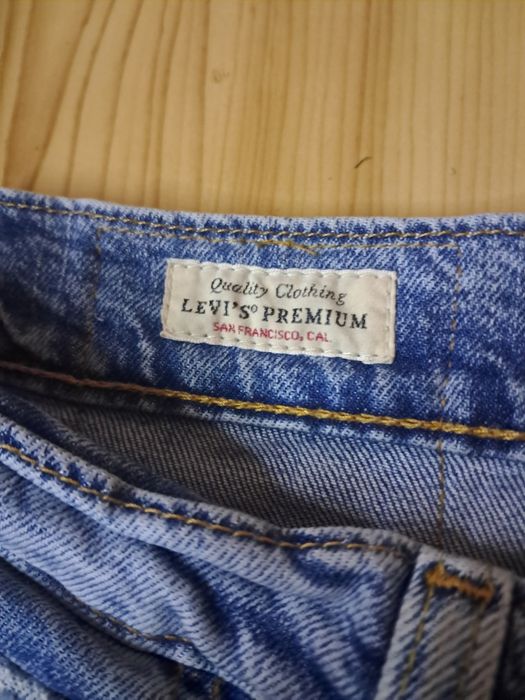 Quality Clothing
LEVI'S® PREMIUM
SAN FRANCISCO, CAL.